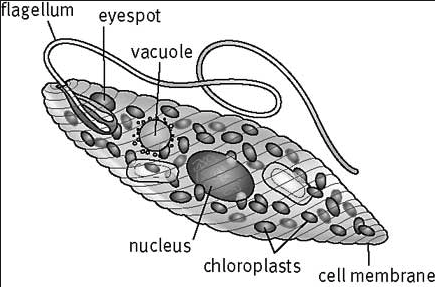 flagellum
eyespot
vacuole
nucleus
chloroplasts
cell membrane